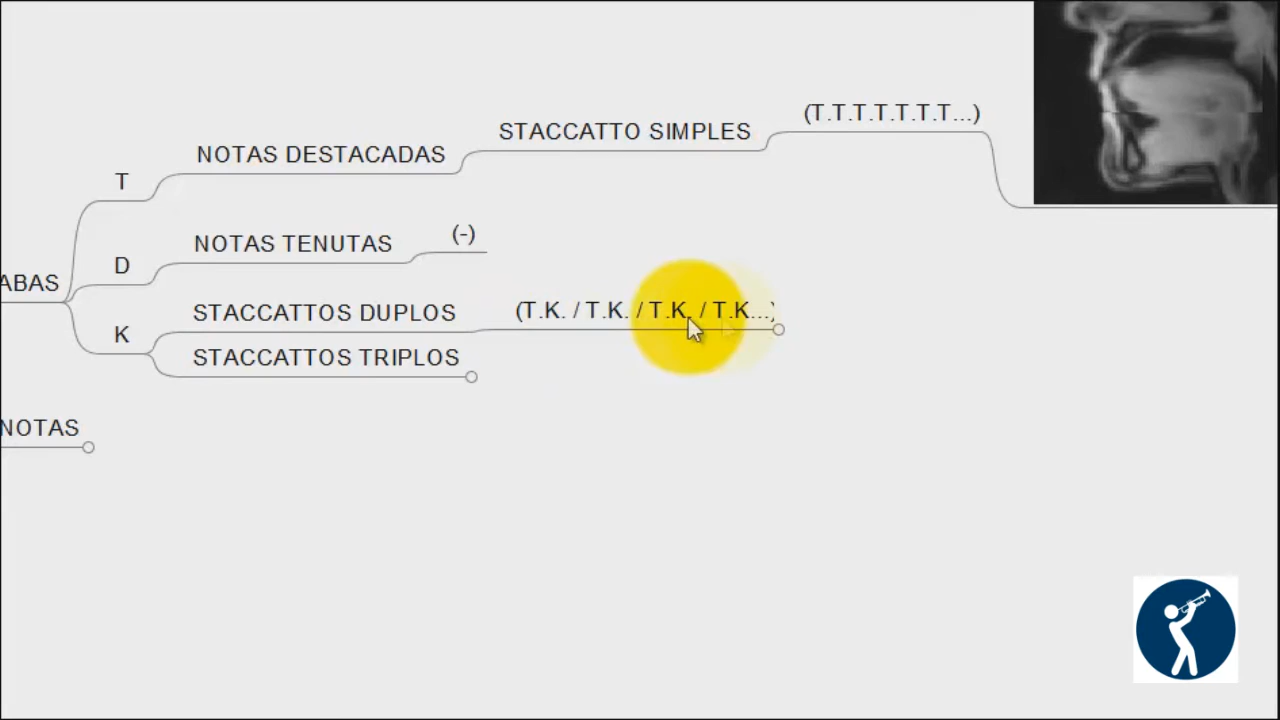 (T.T.T.T.T.T.T...)
STACCATTO SIMPLES
NOTAS DESTACADAS
T
NOTAS TENUTAS
(-)
D
ABAS
STACCATTOS DUPLOS
(T.K. / T.K. / T.K. / T.K...)
K
STACCATTOS TRIPLOS
NOTAS